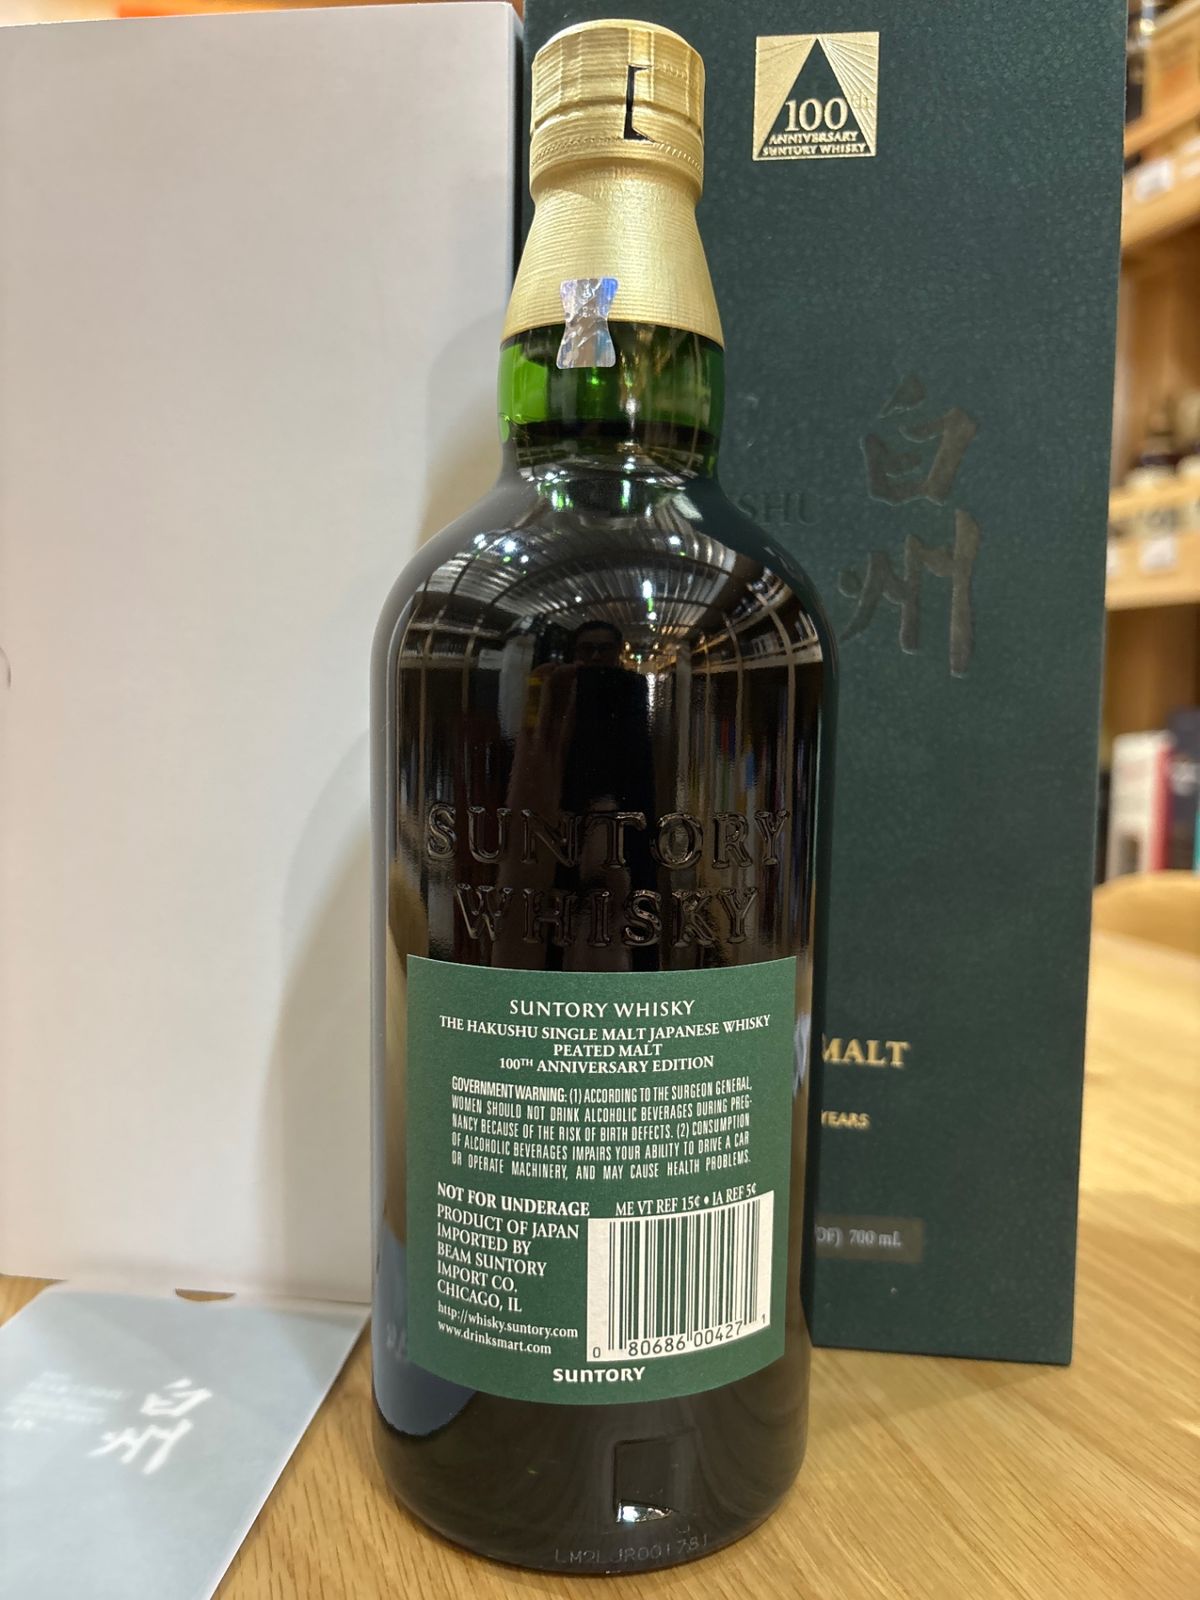 100th
ANNIVERSARY
SUNTORY WHISKY
白
州
SHU
MALT
YEARS
OF) 700 ml.
SUNTORY
WHISKY
SUNTORY WHISKY
THE HAKUSHU SINGLE MALT JAPANESE WHISKY
PEATED MALT
100TH ANNIVERSARY EDITION
GOVERNMENT WARNING: (1) ACCORDING TO THE SURGEON GENERAL,
WOMEN SHOULD NOT DRINK ALCOHOLIC BEVERAGES DURING PREG-
NANCY BECAUSE OF THE RISK OF BIRTH DEFECTS. (2) CONSUMPTION
OF ALCOHOLIC BEVERAGES IMPAIRS YOUR ABILITY TO DRIVE A CAR
OR OPERATE MACHINERY, AND MAY CAUSE HEALTH PROBLEMS.
NOT FOR UNDERAGE
PRODUCT OF JAPAN
IMPORTED BY
BEAM SUNTORY
IMPORT CO.
CHICAGO, IL
http://whisky.suntory.com
www.drinksmart.com
ME VT REF 15¢ • IA REF 5¢
0 80686 00427 1
SUNTORY
白
州